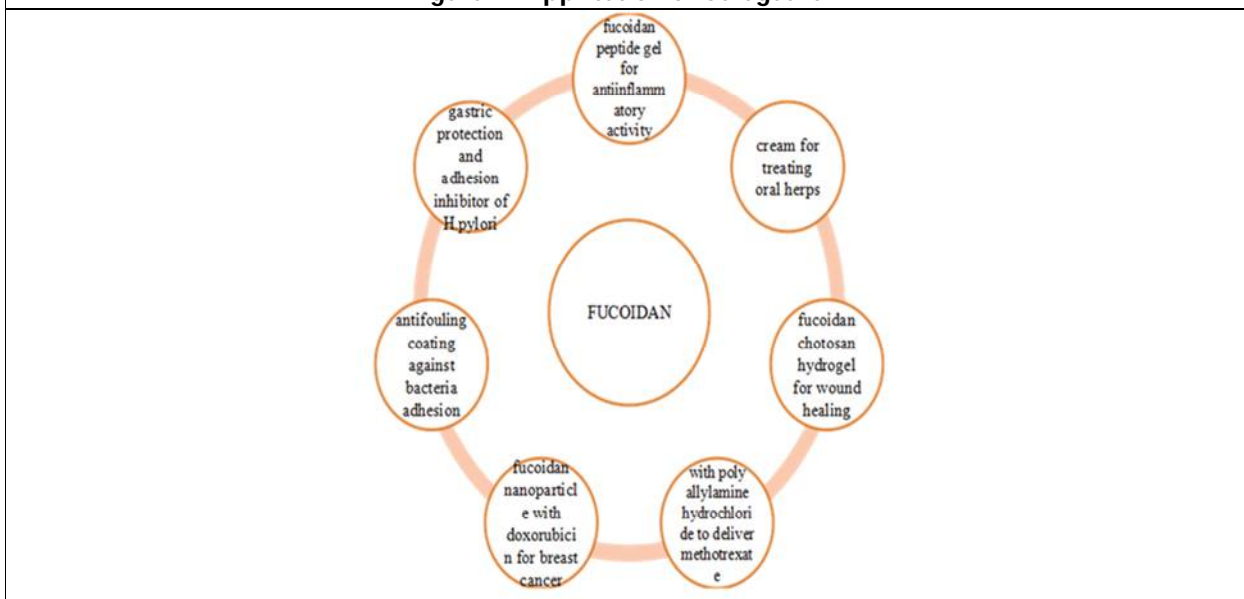 Application of
fucoidan
peptide gel
for
antiinflamm
atory
activity
cream for
treating
oral herps
fucoidan
chotosan
hydrogel
for wound
healing
with poly
allylamine
hydrochlori
de to deliver
methotrexat
e
fucoidan
nanoparticl
e with
doxorubici
n for breast
cancer
antifouling
coating
against
bacteria
adhesion
gastric
protection
and
adhesion
inhibitor of
H.pylori
FUCOIDAN